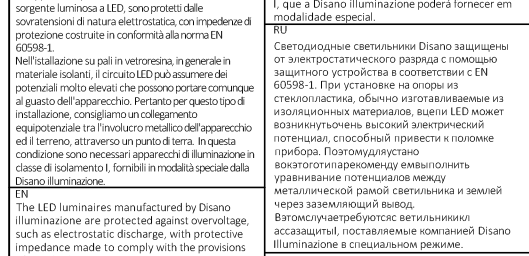 sorgente luminosa a LED, sono protetti dalle
sovratensioni di natura elettrostatica, con impedenze di
protezione costruite in conformità alla norma EN
60598-1.
Nell'istallazione su pali in vetroresina, in generale in
materiale isolanti, il circuito LED può assumere dei
potenziali molto elevati che possono portare comunque
al guasto dell'apparecchio. Pertanto per questo tipo di
installazione, consigliamo un collegamento
equipotenziale tra l'involucro metallico dell'apparecchio
ed il terreno, attraverso un punto di terra. In questa
condizione sono necessari apparecchi di illuminazione in
classe di isolamento I, fornibili in modalità speciale dalla
Disano illuminazione.
EN
The LED luminaires manufactured by Disano
illuminazione are protected against overvoltage,
such as electrostatic discharge, with protective
impedance made to comply with the provisions
I, que a Disano illuminazione poderá fornecer em
modalidade especial.
RU
Светодиодные светильники Disano защищены
от электростатического разряда с помощью
защитного устройства в соответствии с EN
60598-1. При установке на опоры из
стеклопластика, обычно изготавливаемые из
изоляционных материалов, вцепи LED может
возникнутьочень высокий электрический
потенциал, способный привести к поломке
прибора. Поэтомудляустано
вокэтоготипарекоменду емвыполнить
уравнивание потенциалов между
металлической рамой светильника и землей
через заземляющий вывод.
Вэтомслучаетребуютсяс ветильникикл
ассазащитыI, поставляемые компанией Disano
Illuminazione в специальном режиме.